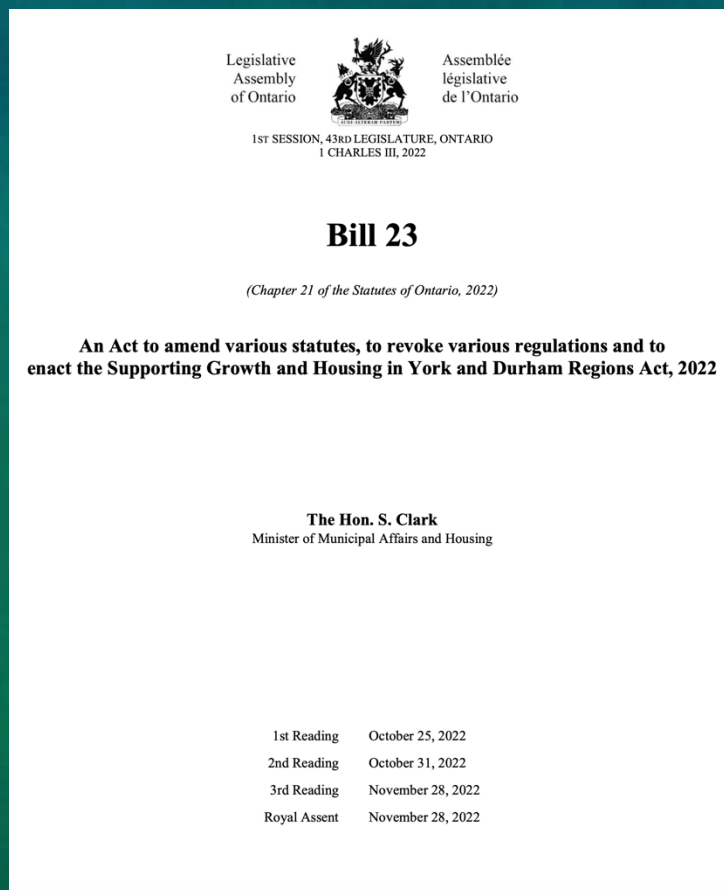 Legislative
Assembly
of Ontario
Assemblée
législative
de l'Ontario
1ST SESSION, 43RD LEGISLATURE, ONTARIO
1 CHARLES III, 2022
Bill 23
(Chapter 21 of the Statutes of Ontario, 2022)
An Act to amend various statutes, to revoke various regulations and to
enact the Supporting Growth and Housing in York and Durham Regions Act, 2022
The Hon. S. Clark
Minister of Municipal Affairs and Housing
1st Reading October 25, 2022
2nd Reading October 31, 2022
3rd Reading November 28, 2022
Royal Assent November 28, 2022